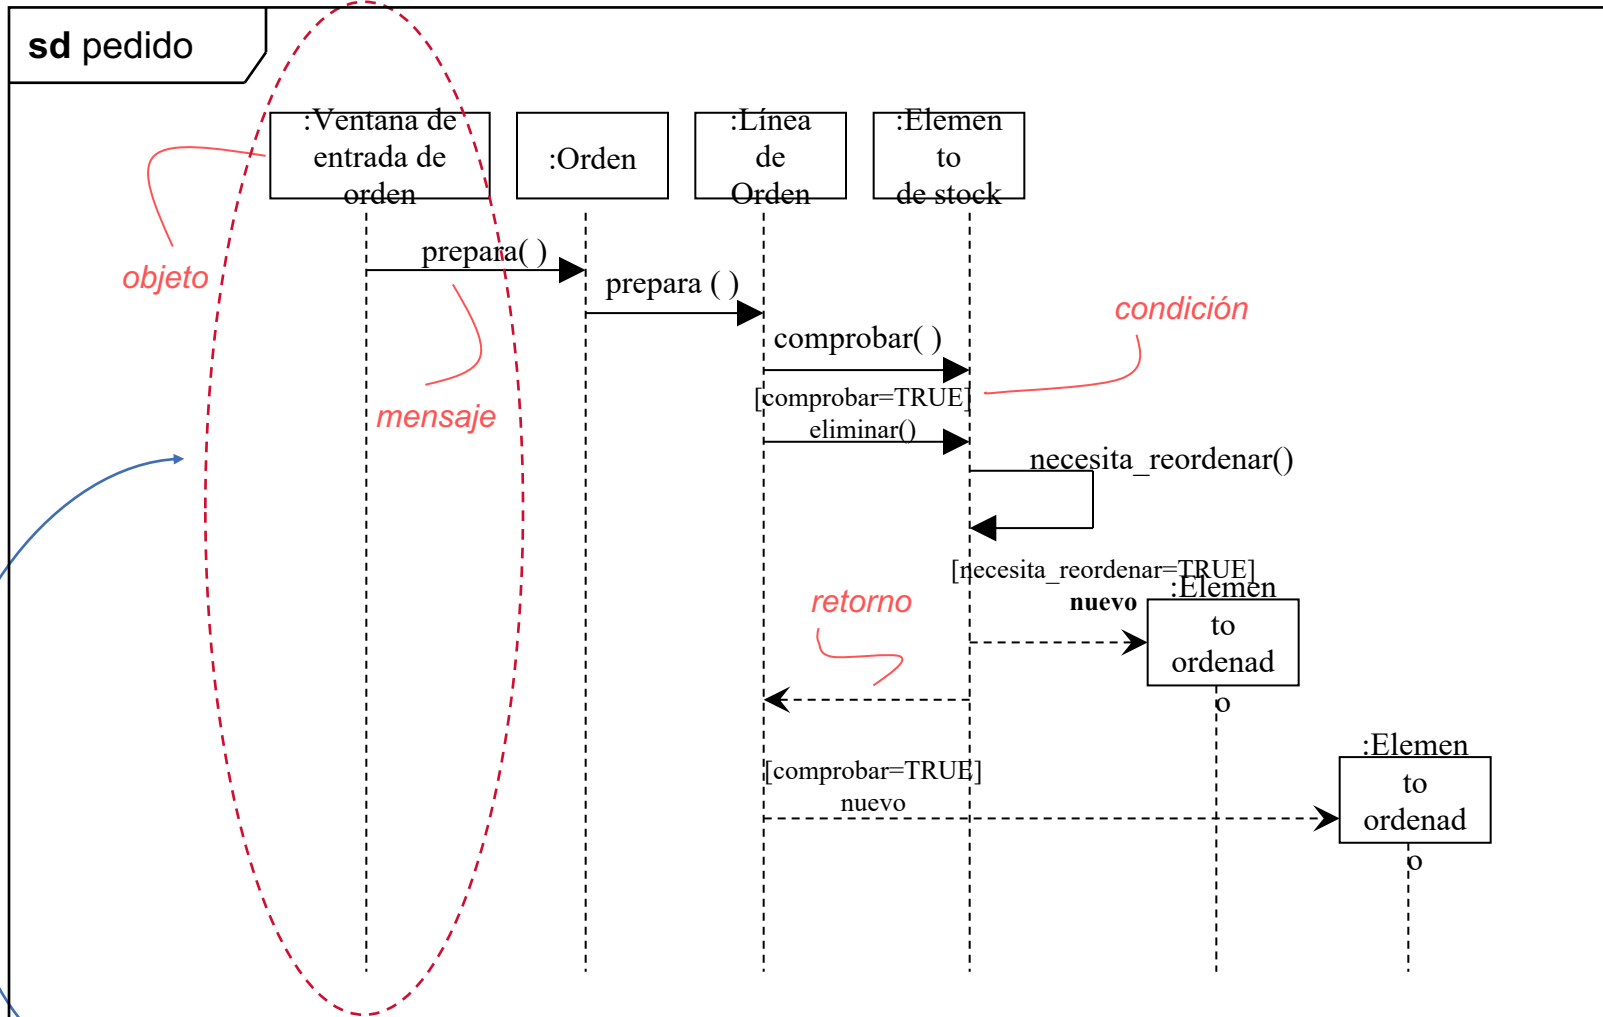 sd pedido
:Ventana de
entrada de
orden
:Orden
:Línea
de
Orden
:Elemen
to
de stock
objeto
prepara( )
prepara ( )
mensaje
condición
comprobar( )
[comprobar=TRUE]
eliminar()
necesita_reordenar()
[necesita_reordenar=TRUE]
nuevo
:Elemen
to
ordenad
o
retorno
[comprobar=TRUE]
nuevo
:Elemen
to
ordenad
o